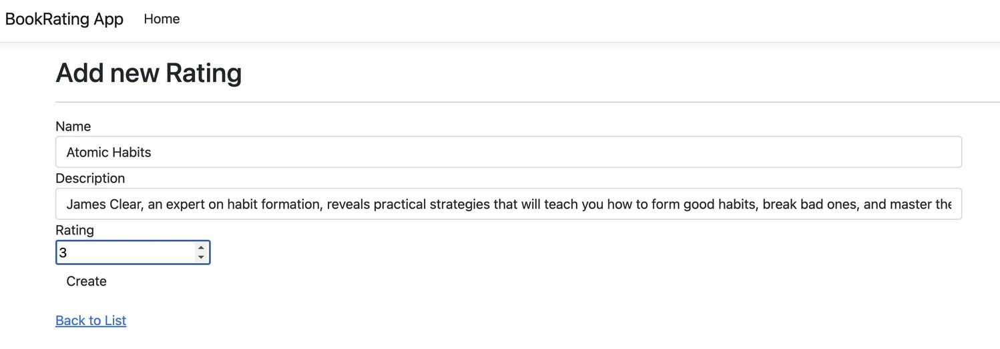 BookRating App Home
Add new Rating
Name
Atomic Habits
Description
James Clear, an expert on habit formation, reveals practical strategies that will teach you how to form good habits, break bad ones, and master the
Rating
3
Create
Back to List